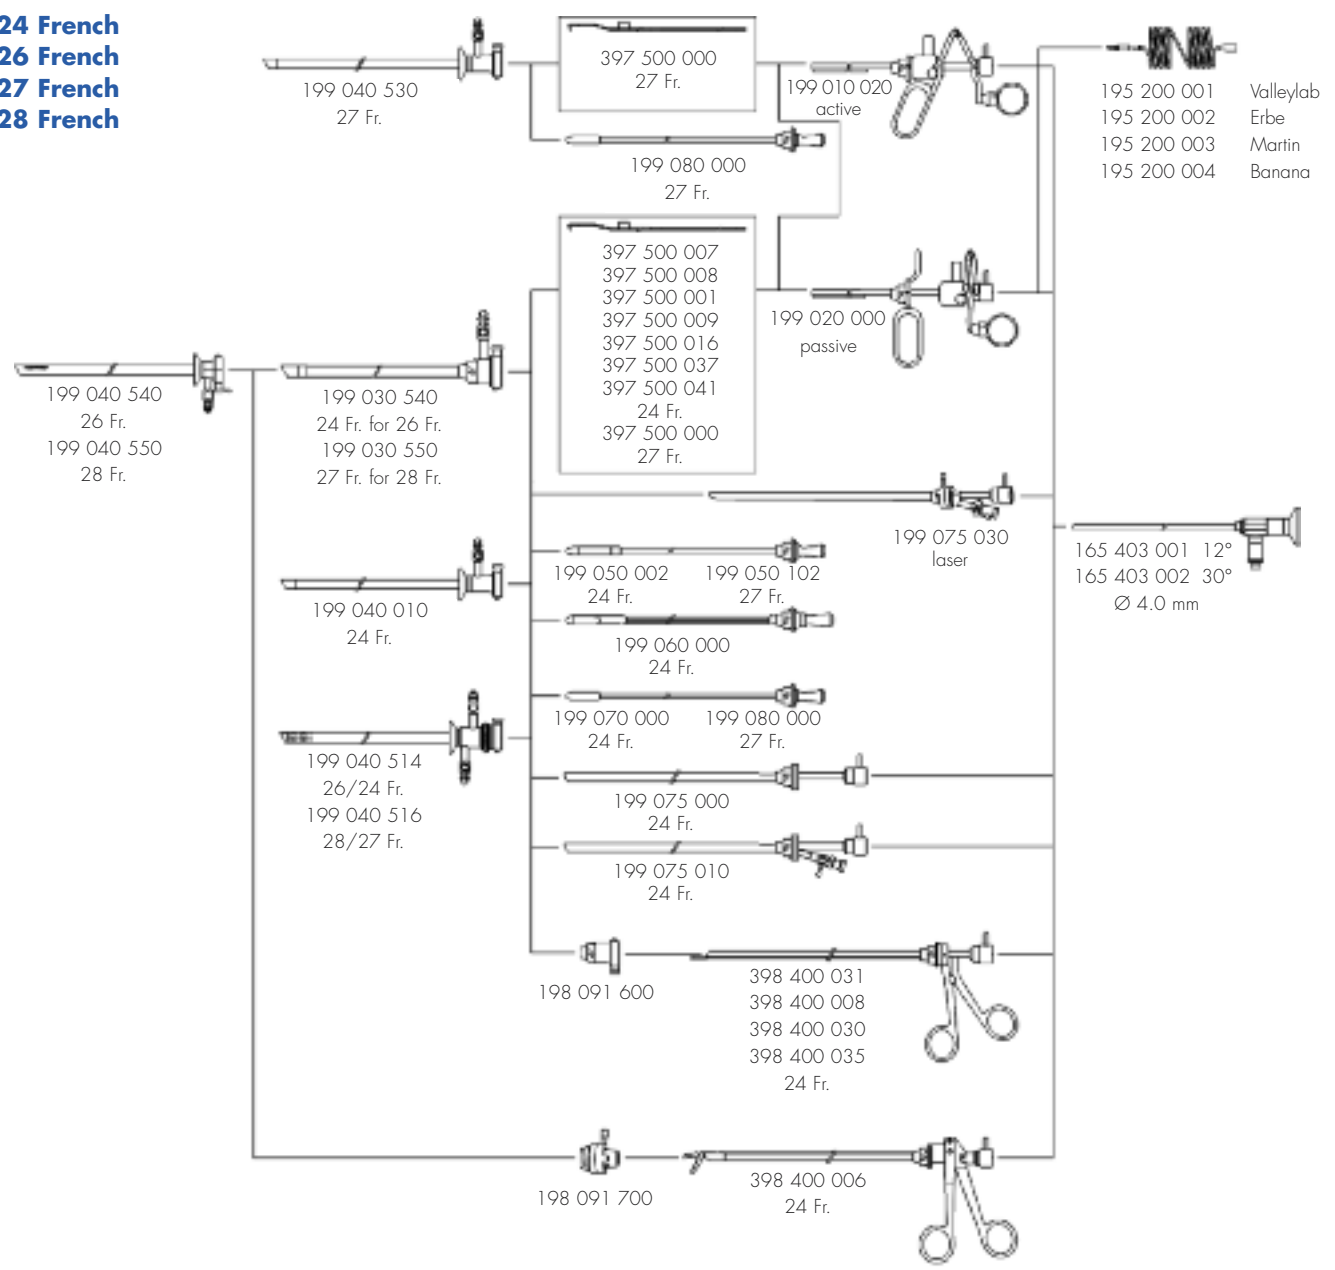 24 French
26 French
27 French
28 French
199 040 530
27 Fr.
397 500 000
27 Fr.
199 010 020
active
195 200 001 Valleylab
195 200 002 Erbe
195 200 003 Martin
195 200 004 Banana
199 080 000
27 Fr.
397 500 007
397 500 008
397 500 001
397 500 009
397 500 016
397 500 037
397 500 041
24 Fr.
397 500 000
27 Fr.
199 020 000
passive
199 040 540
26 Fr.
199 040 550
28 Fr.
199 030 540
24 Fr. for 26 Fr.
199 030 550
27 Fr. for 28 Fr.
199 075 030
laser
165 403 001 12°
165 403 002 30°
Ø 4.0 mm
199 040 010
24 Fr.
199 050 002 199 050 102
24 Fr. 27 Fr.
199 060 000
24 Fr.
199 070 000 199 080 000
24 Fr. 27 Fr.
199 040 514
26/24 Fr.
199 040 516
28/27 Fr.
199 075 000
24 Fr.
199 075 010
24 Fr.
198 091 600
398 400 031
398 400 008
398 400 030
398 400 035
24 Fr.
198 091 700
398 400 006
24 Fr.